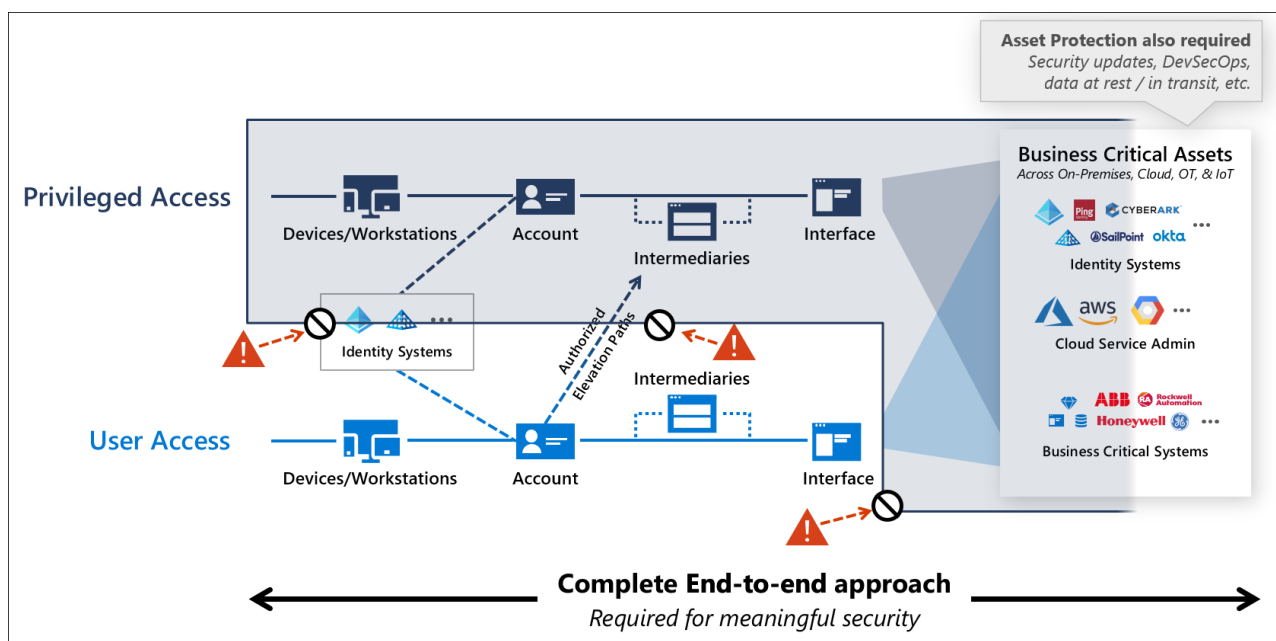 Asset Protection also required
Security updates, DevSecOps,
data at rest / in transit, etc.
Privileged Access
Devices/Workstations
Account
Intermediaries
Interface
Business Critical Assets
Across On-Premises, Cloud, OT, & IoT
Ping
CYBERARK
SailPoint
okta
...
Identity Systems
aws
...
Cloud Service Admin
ABB
RA
Rockwell
Automation
Honeywell
GE
...
Business Critical Systems
...
Identity Systems
Authorized
Elevation Paths
User Access
Devices/Workstations
Account
Intermediaries
Interface
Complete End-to-end approach
Required for meaningful security